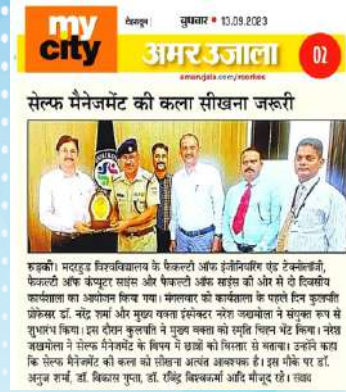 my
city
देहरादून | बुधवार • 13.09.2023
अमर उजाला
02
amarujala.com/roorkee
सेल्फ मैनेजमेंट की कला सीखना जरूरी
रुड़की। मदरहुड विश्वविद्यालय के फैकल्टी ऑफ इंजीनियरिंग एंड टेक्नोलॉजी,
फैकल्टी ऑफ कंप्यूटर साइंस और फैकल्टी ऑफ साइंस की ओर से दो दिवसीय
कार्यशाला का आयोजन किया गया। मंगलवार को कार्यशाला के पहले दिन कुलपति
प्रोफेसर डॉ. नरेंद्र शर्मा और मुख्य वक्ता इंस्पेक्टर नरेश जखमोला ने संयुक्त रूप से
शुभारंभ किया। इस दौरान कुलपति ने मुख्य वक्ता को स्मृति चिह्न भेंट किया। नरेश
जखमोला ने सेल्फ मैनेजमेंट के विषय में छात्रों को विस्तार से बताया। उन्होंने कहा
कि सेल्फ मैनेजमेंट की कला को सीखना अत्यंत आवश्यक है। इस मौके पर डॉ.
अनुज शर्मा, डॉ. विकास गुप्ता, डॉ. रविंद्र विश्वकर्मा आदि मौजूद रहे। संवाद